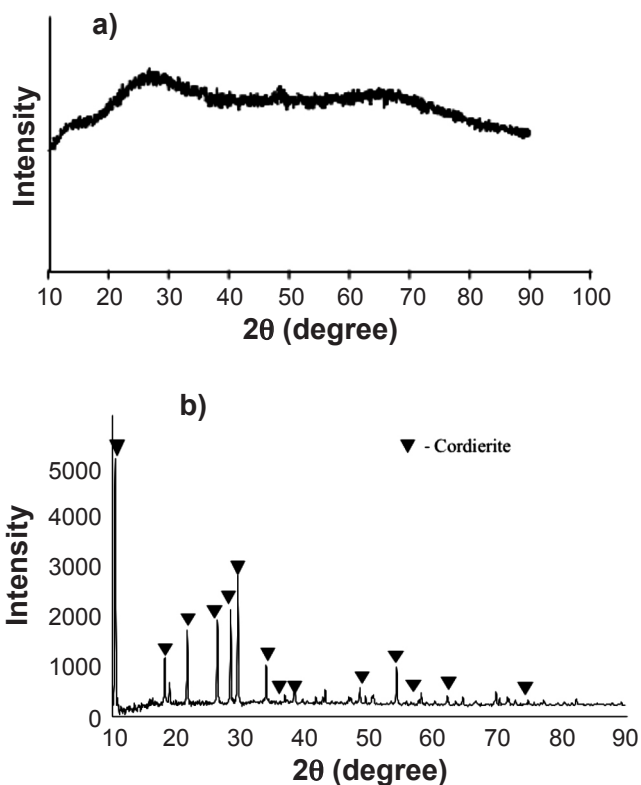 a)
Intensity
10 20 30 40 50 60 70 80 90 100
2θ (degree)
b)
▼ - Cordierite
Intensity
5000
4000
3000
2000
1000
0
10 20 30 40 50 60 70 80 90
2θ (degree)